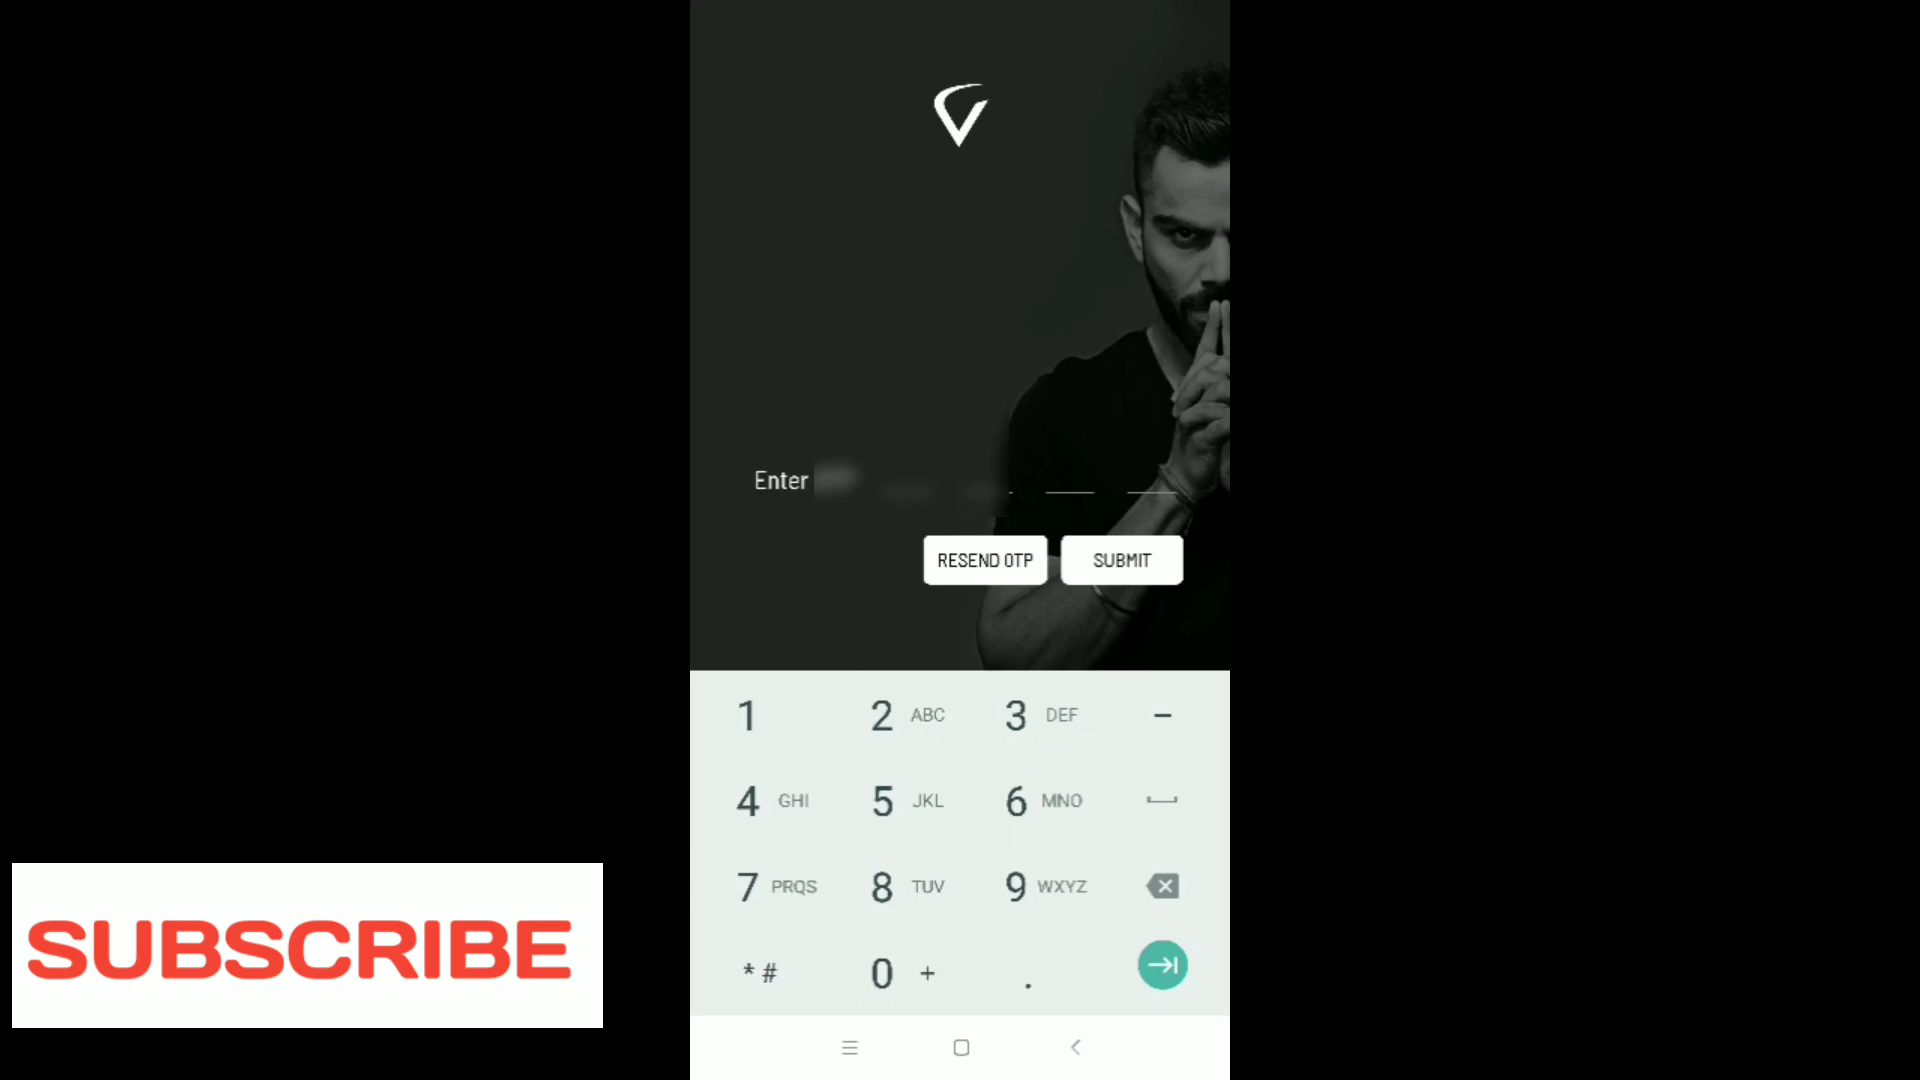 Enter
RESEND OTP SUBMIT
1 2 ABC 3 DEF -
4 GHI 5 JKL 6 MNO
7 PRQS 8 TUV 9 WXYZ
* # 0 + .
SUBSCRIBE